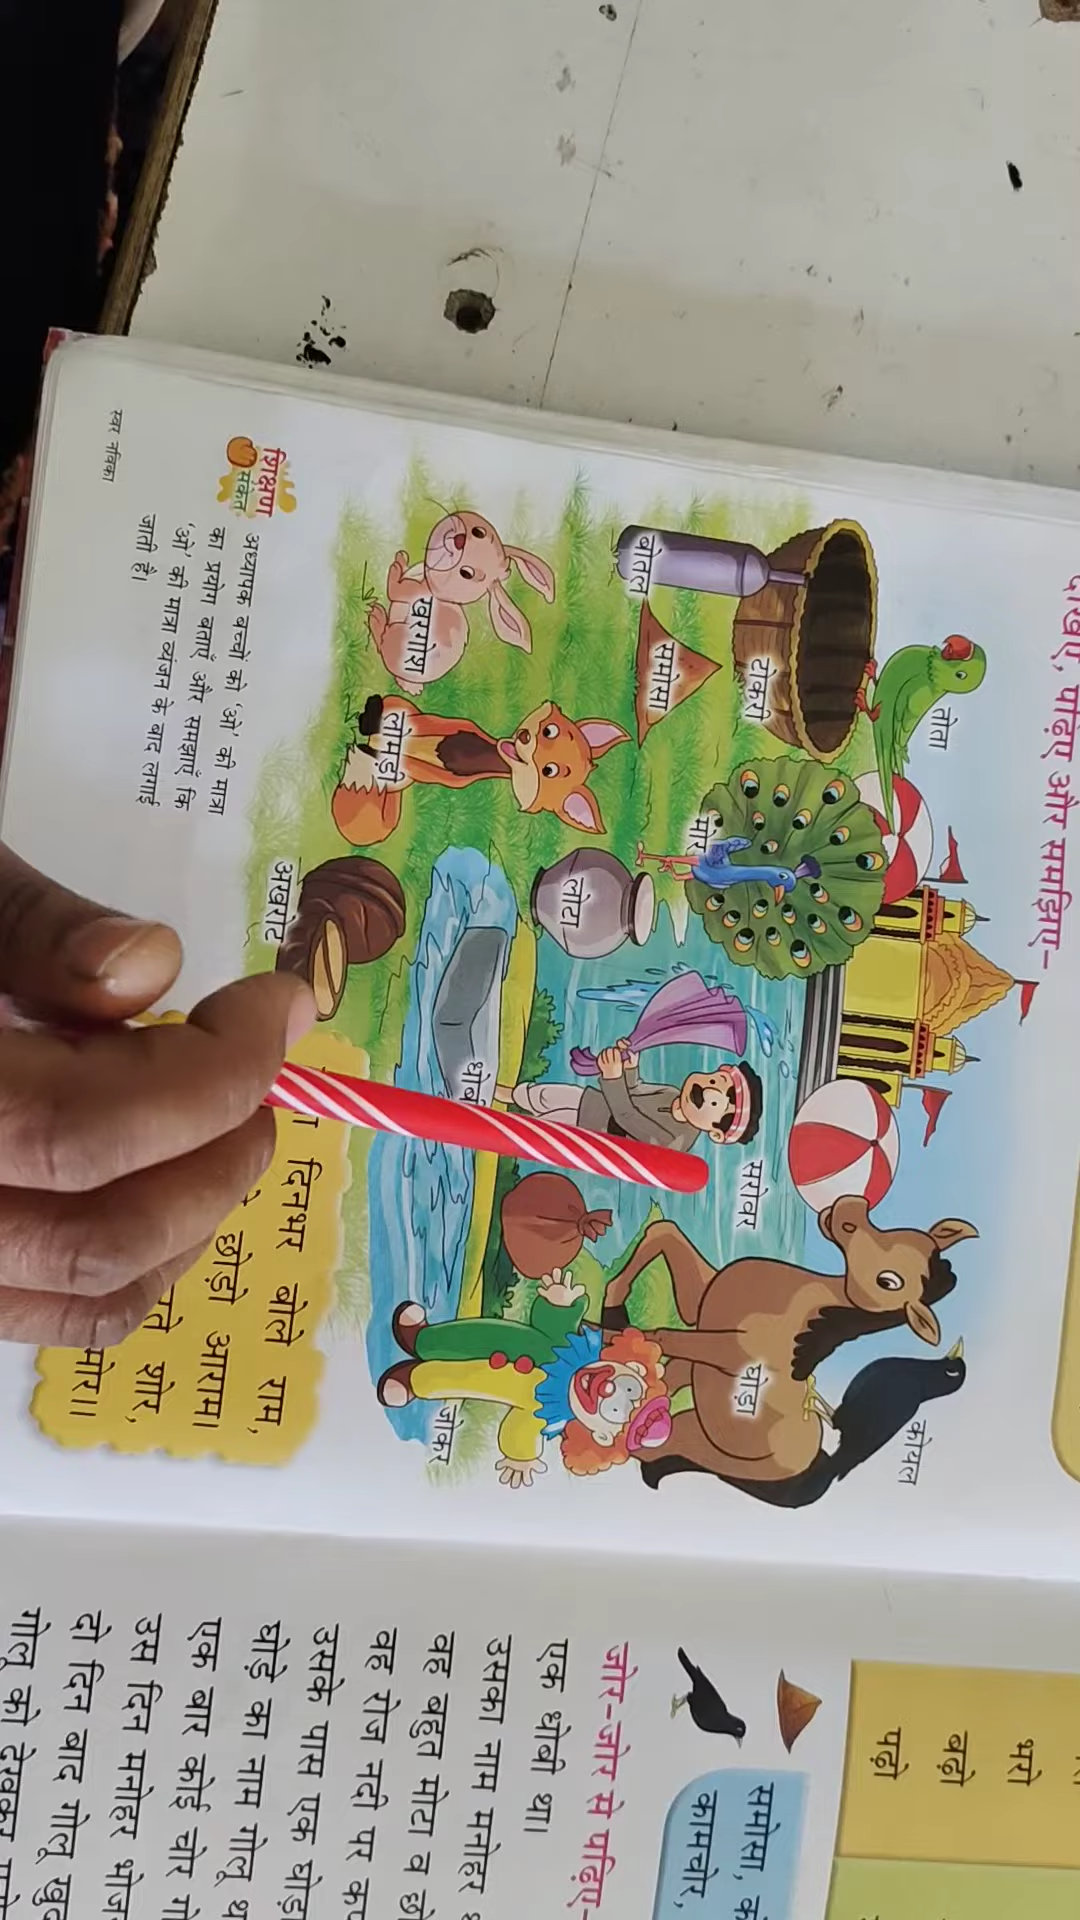 देखिए, पढ़िए और समझिए-
तोता
कोयल
टोकरी
मोर
सरोवर
घोड़ा
बोतल
समोसा
लोटा
धोबी
खरगोश
लोमड़ी
जोकर
अखरोट
दिनभर बोले राम,
छोड़ो आराम।
शोर,
मोर।।
शिक्षण
संकेत
अध्यापक बच्चों को 'ओ' की मात्रा
का प्रयोग बताएँ और समझाएँ कि
'ओ' की मात्रा व्यंजन के बाद लगाई
जाती है।
स्वर गीतिका
भरो
बढ़ो
पढ़ो
समोसा,
कामचोर,
जोर-जोर से पढ़िए-
एक धोबी था।
उसका नाम मनोहर
वह बहुत मोटा व
वह रोज नदी पर
उसके पास एक
घोड़े का नाम गोलू
एक बार कोई चोर
उस दिन मनोहर
दो दिन बाद गोलू
गोलू को देखकर